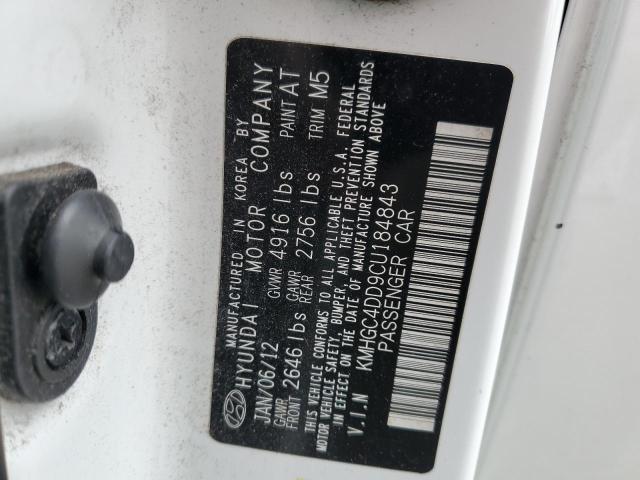 MANUFACTURED IN KOREA BY
HYUNDAI MOTOR COMPANY
JAN/06/12 GVWR 4916 lbs PAINT AT
GAWR FRONT 2646 lbs GAWR REAR 2756 lbs TRIM M5
THIS VEHICLE CONFORMS TO ALL APPLICABLE U.S.A. FEDERAL
MOTOR VEHICLE SAFETY, BUMPER, AND THEFT PREVENTION STANDARDS
IN EFFECT ON THE DATE OF MANUFACTURE SHOWN ABOVE
V.I.N KMHGC4DD9CU184843
PASSENGER CAR